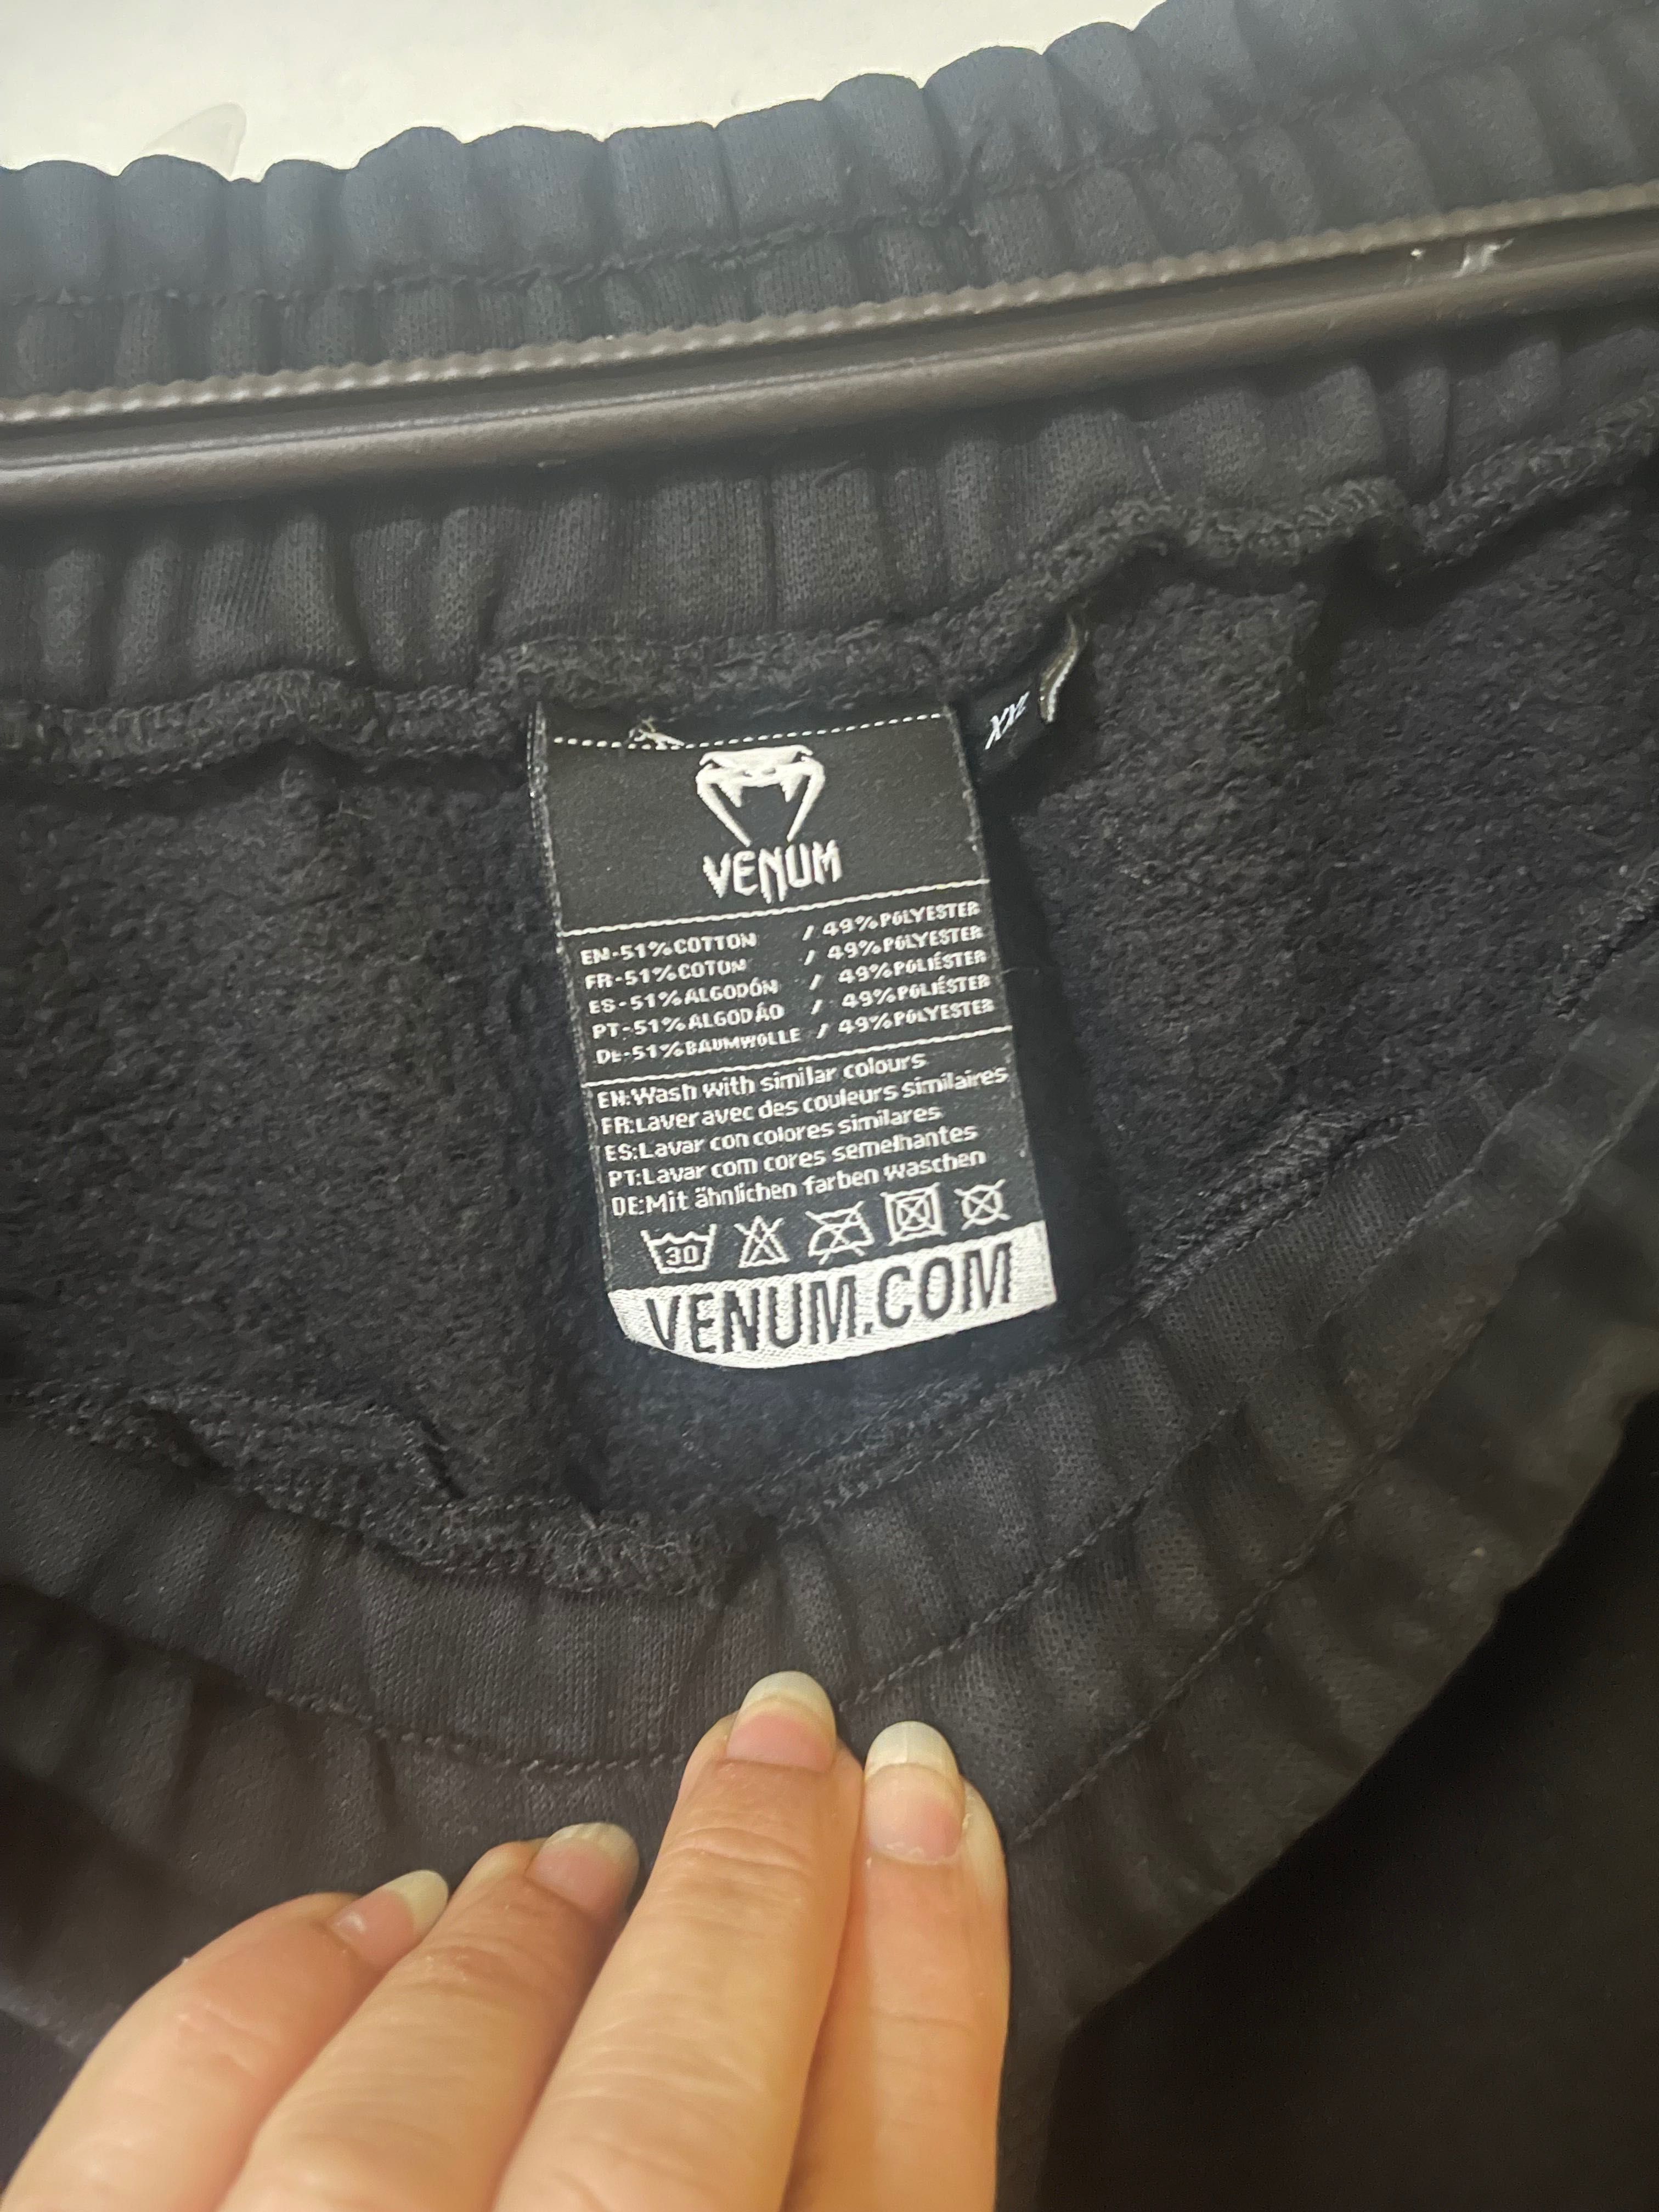 VENUM
EN-51%COTTON / 49%POLYESTER
FR-51%COTON / 49%POLYESTER
ES-51%ALGODÓN / 49%POLIÉSTER
PT-51%ALGODÃO / 49%POLIÉSTER
DE-51%BAUMWOLLE / 49%POLYESTER
EN:Wash with similar colours
FR:Laver avec des couleurs similaires
ES:Lavar con colores similares
PT:Lavar com cores semelhantes
DE:Mit ähnlichen farben waschen
30
VENUM.COM